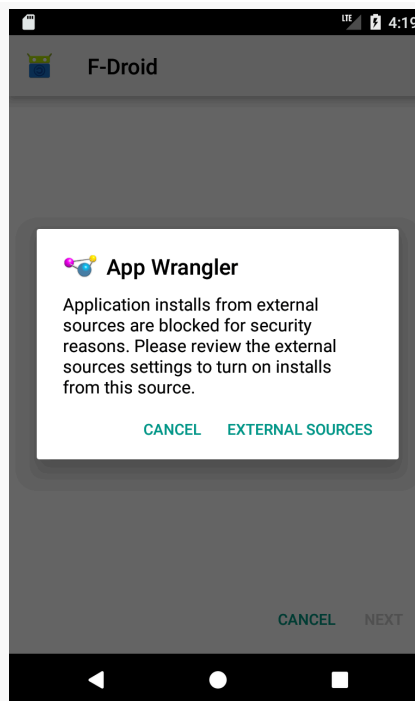 LTE 4:19
F-Droid
App Wrangler
Application installs from external
sources are blocked for security
reasons. Please review the external
sources settings to turn on installs
from this source.
CANCEL EXTERNAL SOURCES
CANCEL NEXT